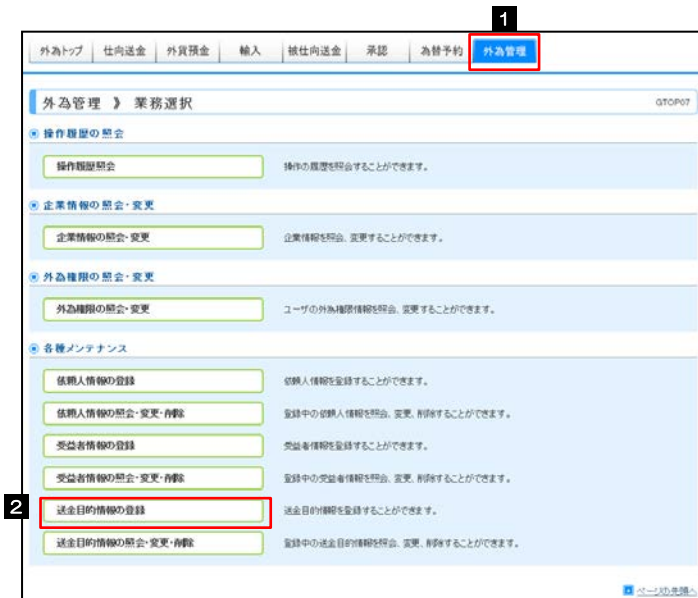 1
外為トップ 仕向送金 外貨預金 輸入 被仕向送金 承認 為替予約 外為管理
外為管理 》 業務選択 GTOP07
操作履歴の照会
操作履歴照会 操作の履歴を照会することができます。
企業情報の照会・変更
企業情報の照会・変更 企業情報を照会、変更することができます。
外為権限の照会・変更
外為権限の照会・変更 ユーザの外為権限情報を照会、変更することができます。
各種メンテナンス
依頼人情報の登録 依頼人情報を登録することができます。
依頼人情報の照会・変更・削除 登録中の依頼人情報を照会、変更、削除することができます。
受益者情報の登録 受益者情報を登録することができます。
受益者情報の照会・変更・削除 登録中の受益者情報を照会、変更、削除することができます。
2 送金目的情報の登録 送金目的情報を登録することができます。
送金目的情報の照会・変更・削除 登録中の送金目的情報を照会、変更、削除することができます。
ページの先頭へ